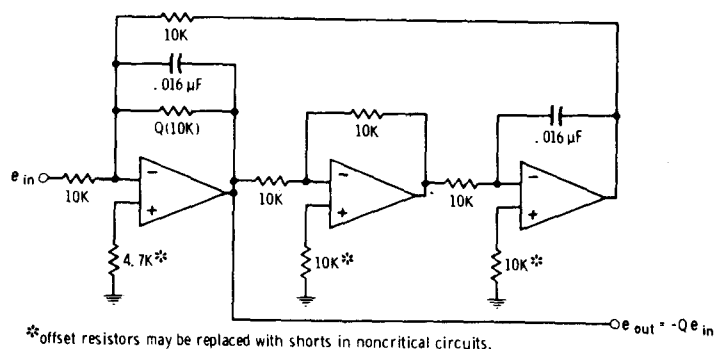 10K
.016 μF
Q(10K)
10K
.016 μF
e in
10K
−
+
10K
−
+
10K
−
+
4.7K*
10K*
10K*
e out = -Q e in
*offset resistors may be replaced with shorts in noncritical circuits.